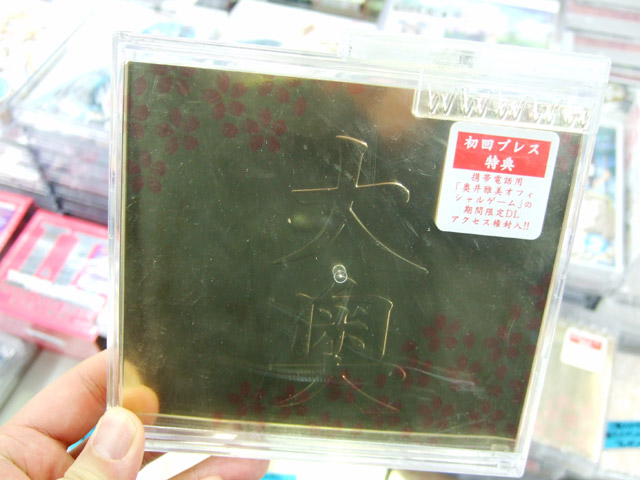 大奥
初回プレス
特典
携帯電話用
「奥井雅美オフィ
シャルゲーム」の
期間限定DL
アクセス権封入!!